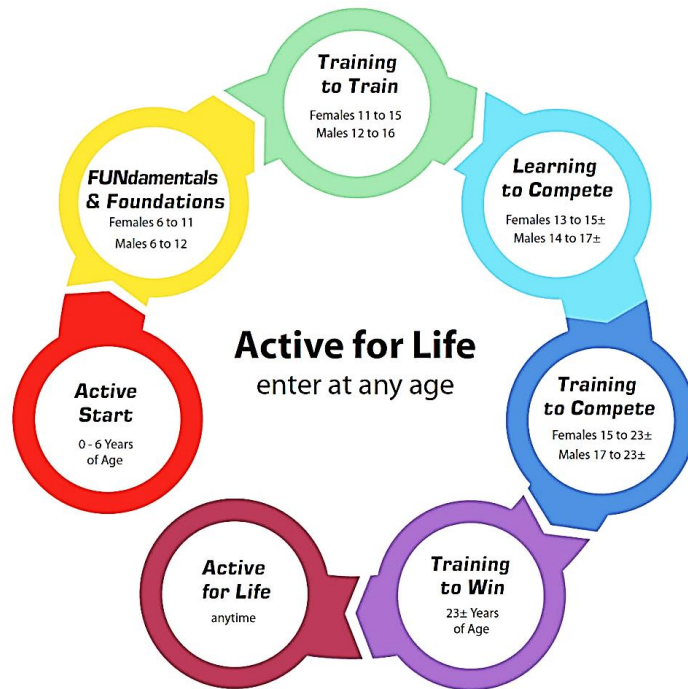 Active
Start
0 - 6 Years
of Age
FUNdamentals
& Foundations
Females 6 to 11
Males 6 to 12
Training
to Train
Females 11 to 15
Males 12 to 16
Learning
to Compete
Females 13 to 15±
Males 14 to 17±
Training
to Compete
Females 15 to 23±
Males 17 to 23±
Training
to Win
23± Years
of Age
Active
for Life
anytime
Active for Life
enter at any age